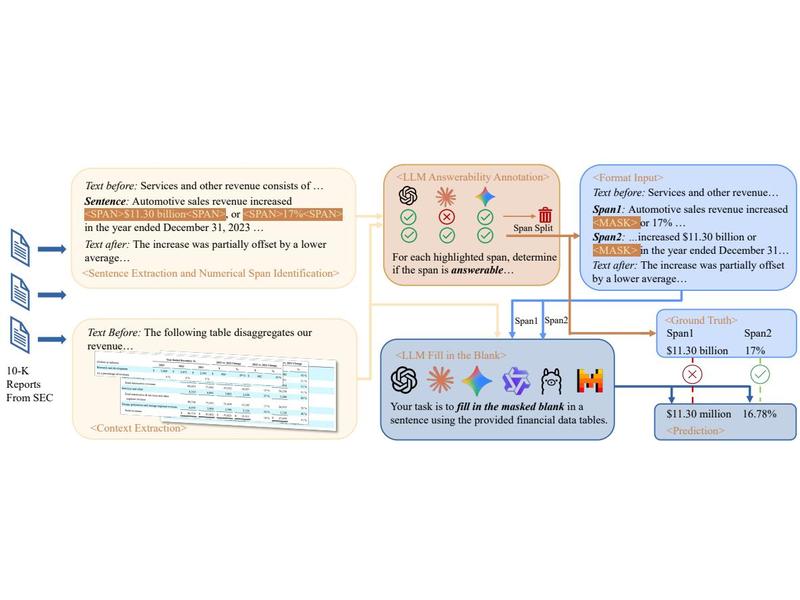 10-K
Reports
From SEC
Text before: Services and other revenue consists of …
Sentence: Automotive sales revenue increased
<SPAN>$11.30 billion<SPAN>, or <SPAN>17%<SPAN>
in the year ended December 31, 2023 …
Text after: The increase was partially offset by a lower
average…
<Sentence Extraction and Numerical Span Identification>
Text Before: The following table disaggregates our
revenue…
<Context Extraction>
<LLM Answerability Annotation>
Span Split
For each highlighted span, determine
if the span is answerable…
<Format Input>
Text before: Services and other revenue…
Span1: Automotive sales revenue increased
<MASK> or 17% …
Span2: …increased $11.30 billion or
<MASK> in the year ended December 31…
Text after: The increase was partially offset
by a lower average…
Span1
Span2
<LLM Fill in the Blank>
Your task is to fill in the masked blank in a
sentence using the provided financial data tables.
<Ground Truth>
Span1 Span2
$11.30 billion 17%
$11.30 million 16.78%
<Prediction>